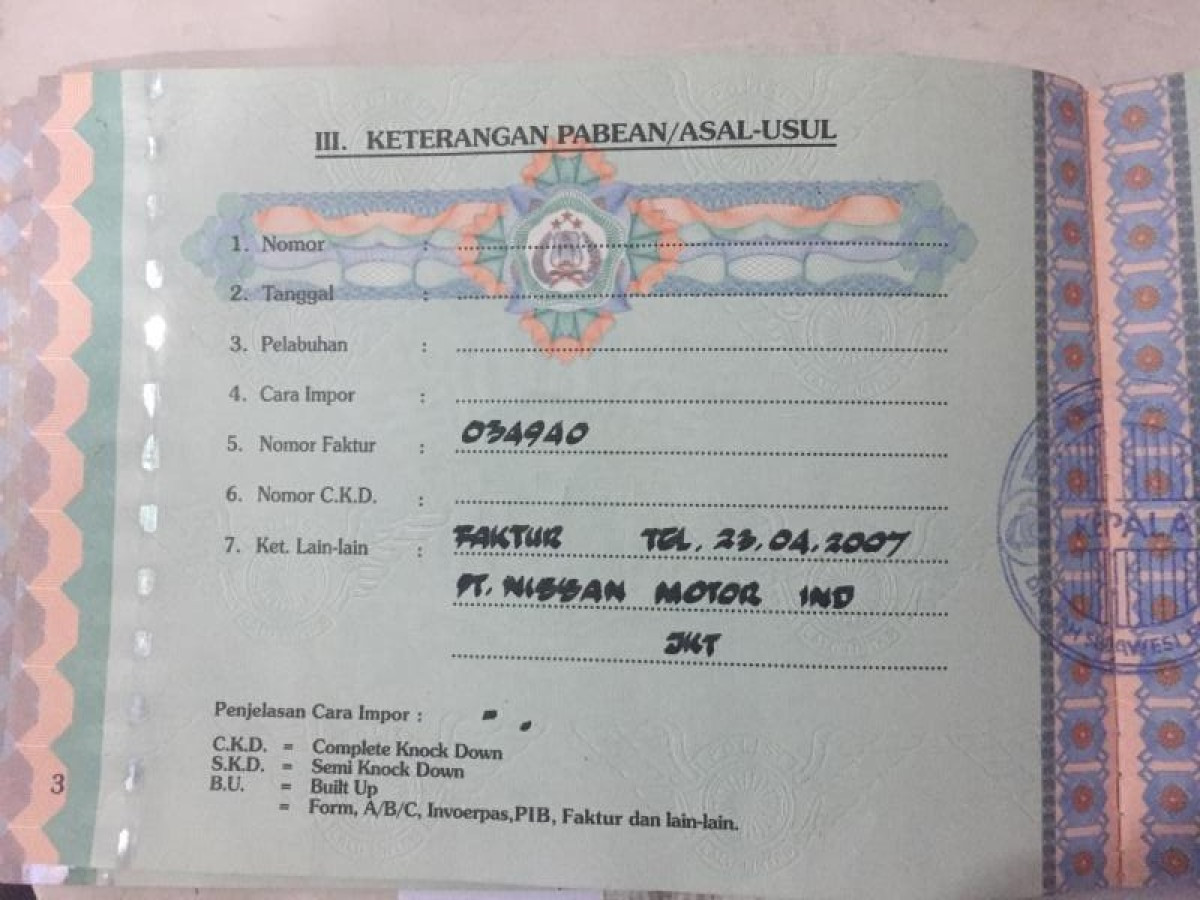 III. KETERANGAN PABEAN/ASAL-USUL
1. Nomor :
2. Tanggal :
3. Pelabuhan :
4. Cara Impor :
5. Nomor Faktur : 034940
6. Nomor C.K.D. :
7. Ket. Lain-lain : FAKTUR TGL, 23,04,2007
PT. NISSAN MOTOR IND
JKT
Penjelasan Cara Impor : - .
C.K.D. = Complete Knock Down
S.K.D. = Semi Knock Down
B.U. = Built Up
= Form, A/B/C, Invoerpas,PIB, Faktur dan lain-lain.
3
KEPALA